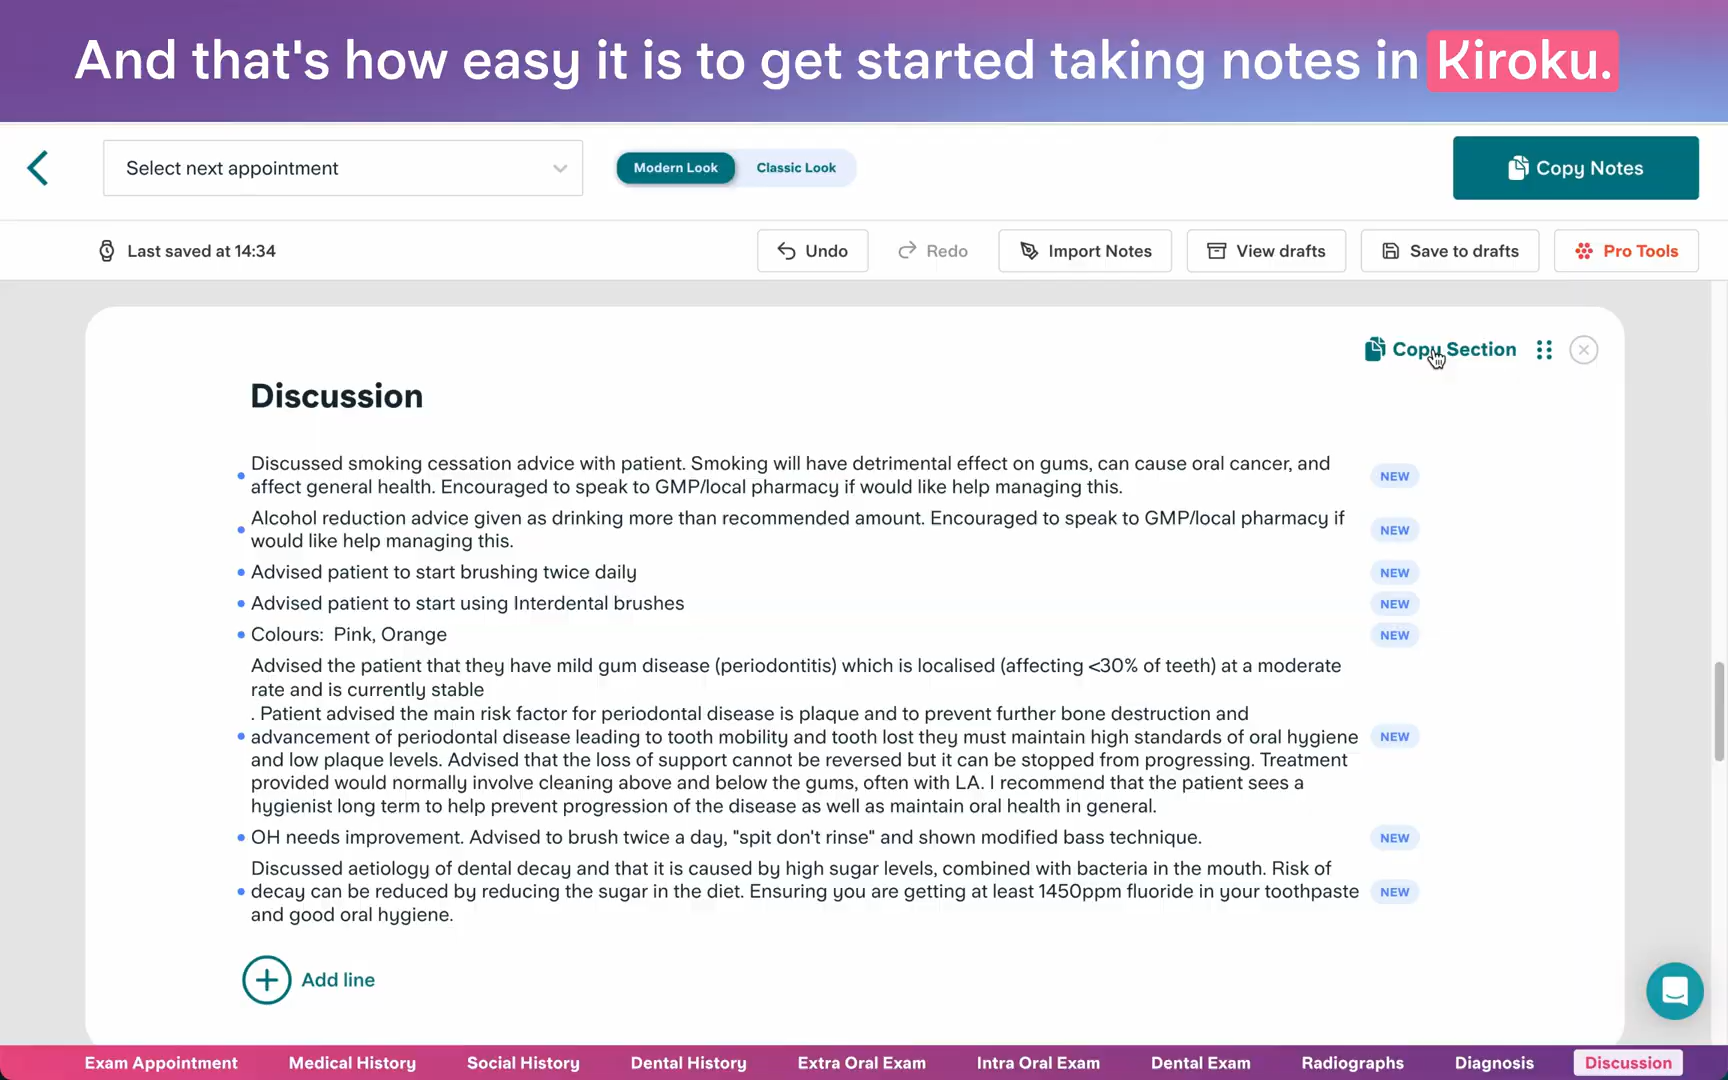 And that's how easy it is to get started taking notes in Kiroku.
Select next appointment
Modern Look
Classic Look
Copy Notes
Last saved at 14:34
Undo
Redo
Import Notes
View drafts
Save to drafts
Pro Tools
Copy Section
Discussion
Discussed smoking cessation advice with patient. Smoking will have detrimental effect on gums, can cause oral cancer, and
affect general health. Encouraged to speak to GMP/local pharmacy if would like help managing this.
NEW
Alcohol reduction advice given as drinking more than recommended amount. Encouraged to speak to GMP/local pharmacy if
would like help managing this.
NEW
Advised patient to start brushing twice daily
NEW
Advised patient to start using Interdental brushes
NEW
Colours:  Pink, Orange
NEW
Advised the patient that they have mild gum disease (periodontitis) which is localised (affecting <30% of teeth) at a moderate
rate and is currently stable
. Patient advised the main risk factor for periodontal disease is plaque and to prevent further bone destruction and
advancement of periodontal disease leading to tooth mobility and tooth lost they must maintain high standards of oral hygiene
and low plaque levels. Advised that the loss of support cannot be reversed but it can be stopped from progressing. Treatment
provided would normally involve cleaning above and below the gums, often with LA. I recommend that the patient sees a
hygienist long term to help prevent progression of the disease as well as maintain oral health in general.
NEW
OH needs improvement. Advised to brush twice a day, "spit don't rinse" and shown modified bass technique.
NEW
Discussed aetiology of dental decay and that it is caused by high sugar levels, combined with bacteria in the mouth. Risk of
decay can be reduced by reducing the sugar in the diet. Ensuring you are getting at least 1450ppm fluoride in your toothpaste
and good oral hygiene.
NEW
Add line
Exam Appointment
Medical History
Social History
Dental History
Extra Oral Exam
Intra Oral Exam
Dental Exam
Radiographs
Diagnosis
Discussion